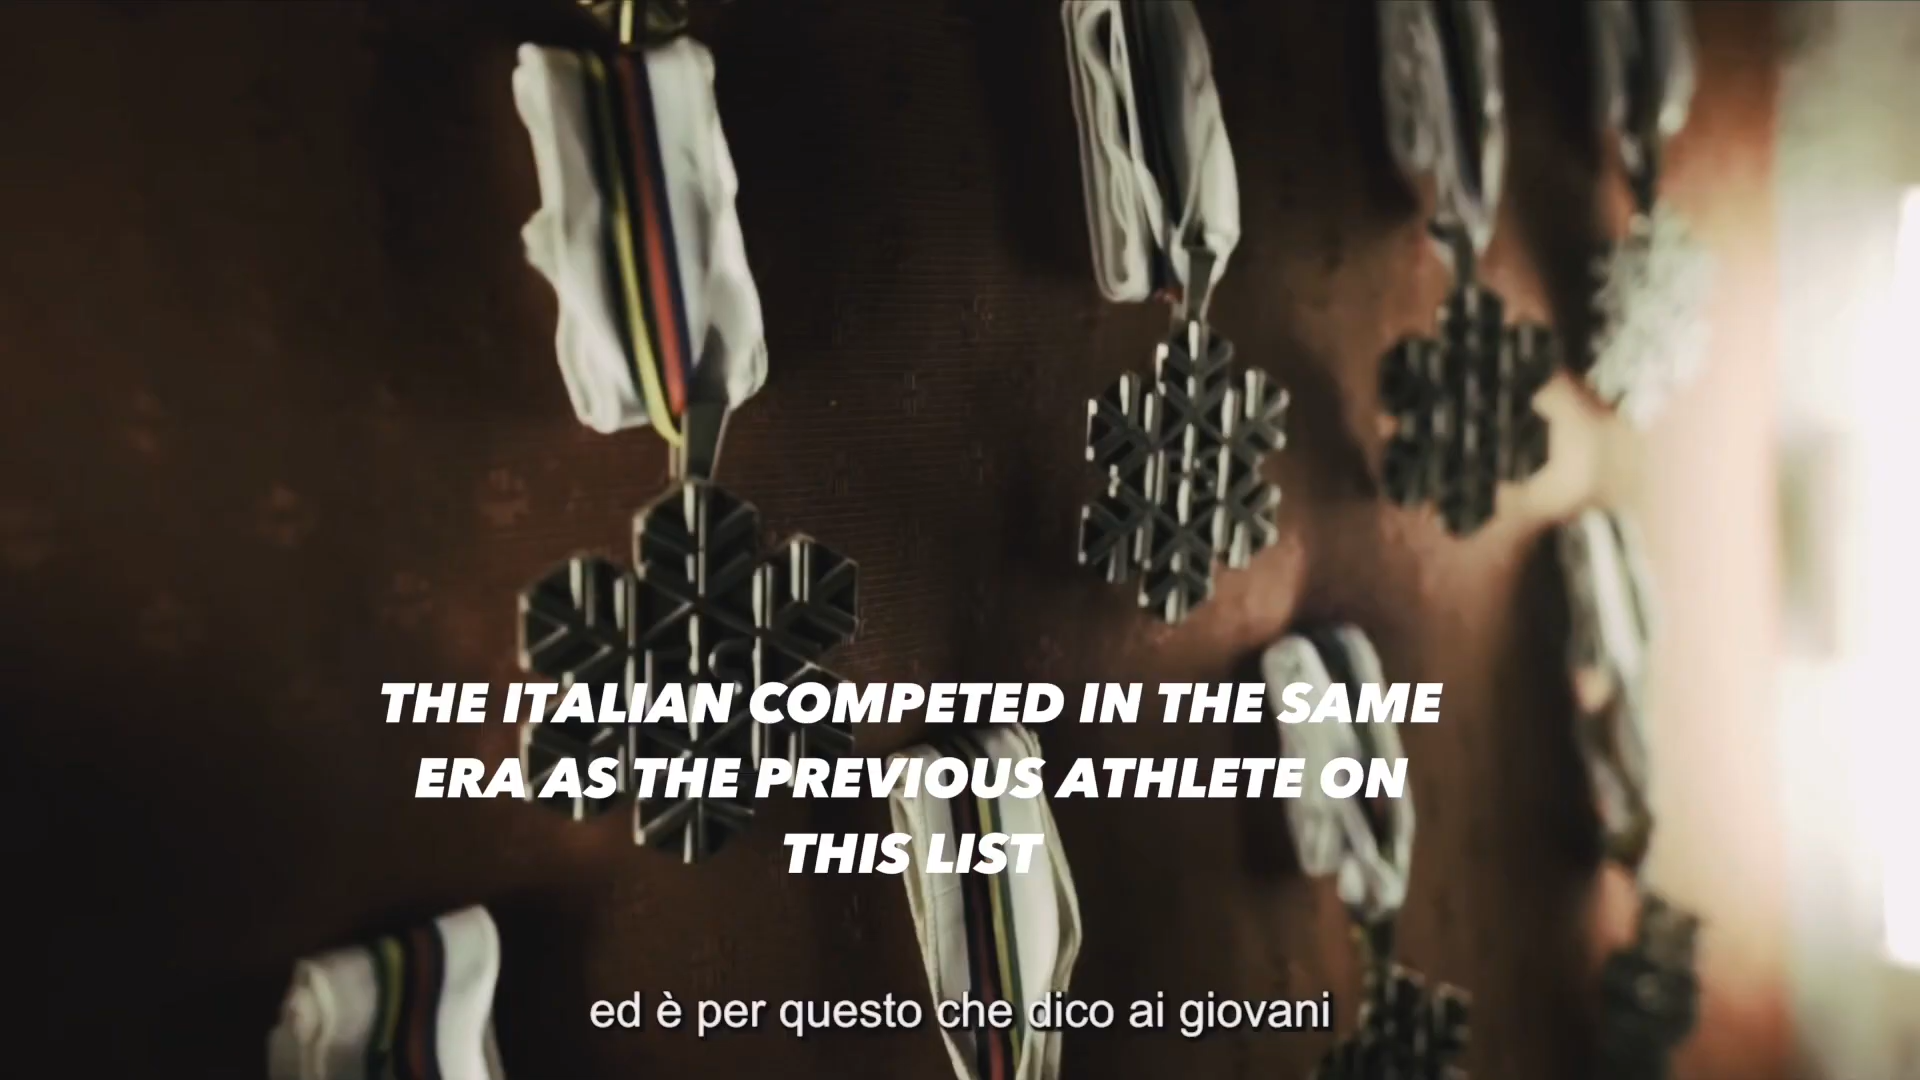 THE ITALIAN COMPETED IN THE SAME
ERA AS THE PREVIOUS ATHLETE ON
THIS LIST
ed è per questo che dico ai giovani